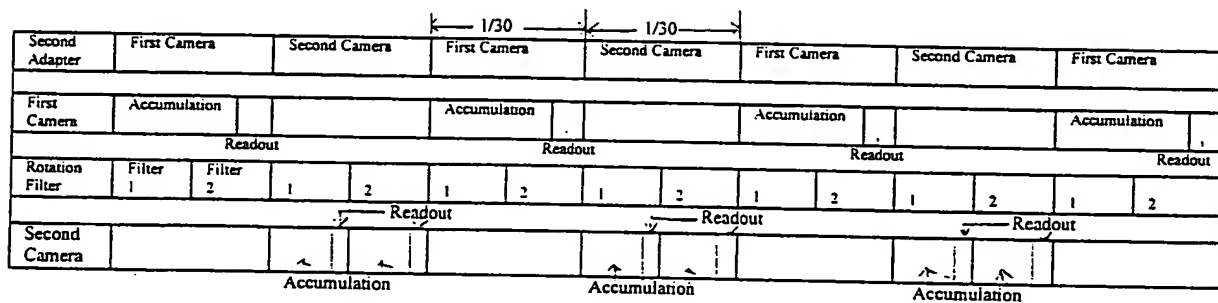 1/30 1/30
Second Adapter First Camera Second Camera First Camera Second Camera First Camera Second Camera First Camera
First Camera Accumulation Accumulation Accumulation Accumulation
Readout Readout Readout Readout
Rotation Filter Filter 1 Filter 2 1 2 1 2 1 2 1 2 1 2 1 2
Readout Readout Readout
Second Camera
Accumulation Accumulation Accumulation